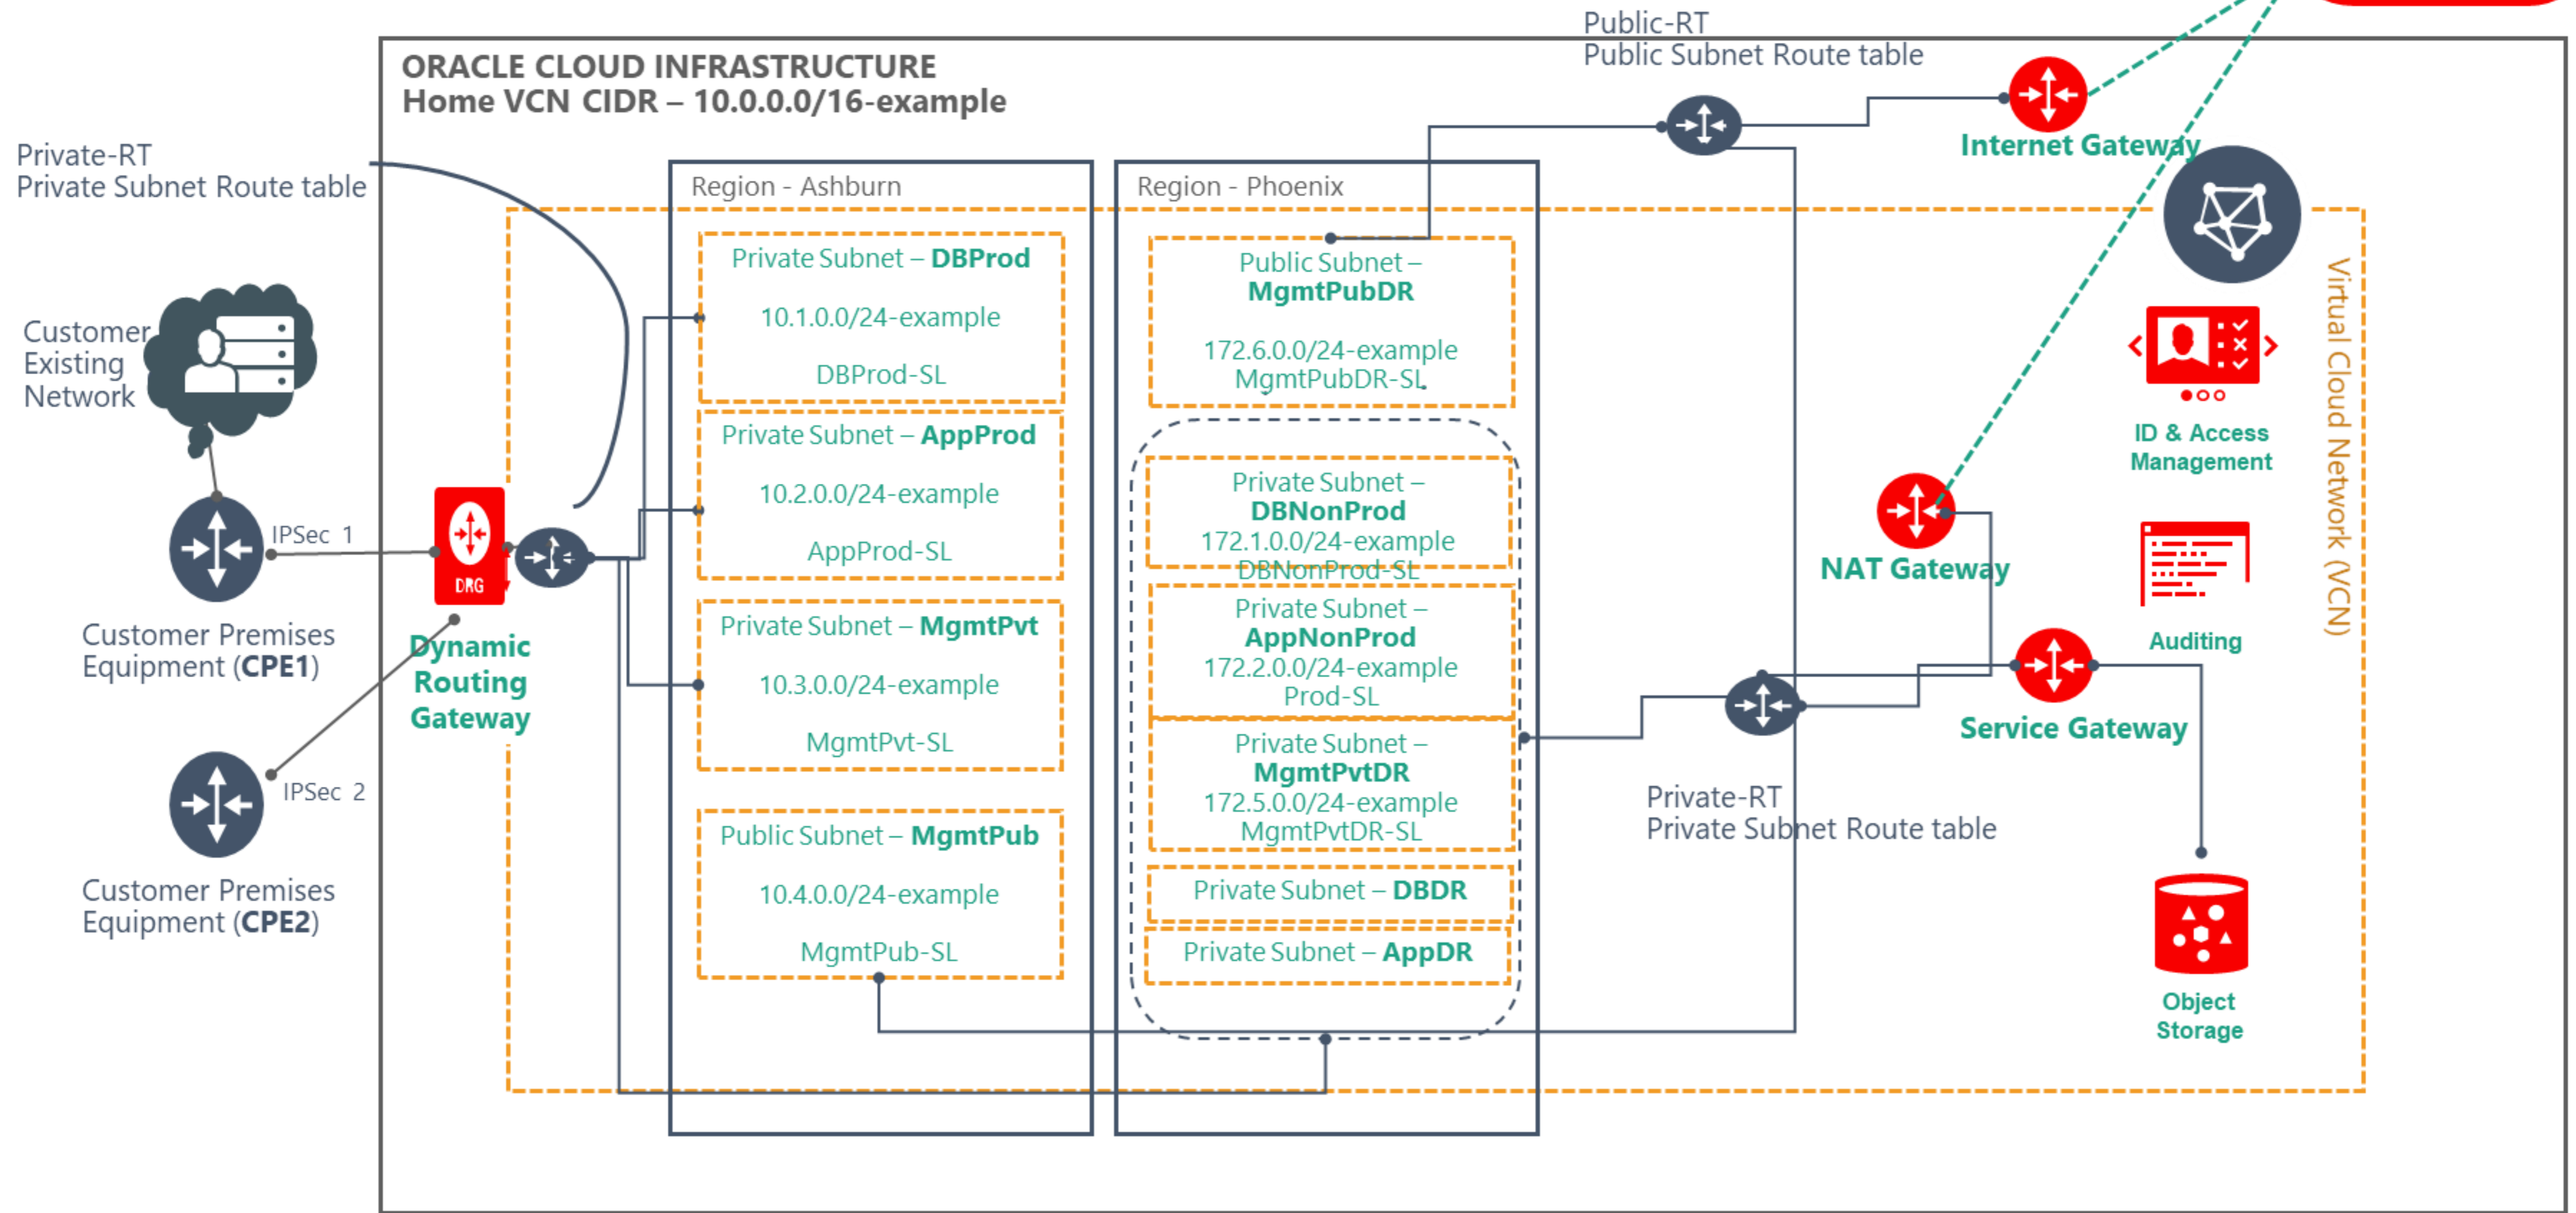 Public-RT
Public Subnet Route table
ORACLE CLOUD INFRASTRUCTURE
Home VCN CIDR – 10.0.0.0/16-example
Private-RT
Private Subnet Route table
Internet Gateway
Region - Ashburn
Region - Phoenix
Private Subnet – DBProd
10.1.0.0/24-example
DBProd-SL
Private Subnet – AppProd
10.2.0.0/24-example
AppProd-SL
Private Subnet – MgmtPvt
10.3.0.0/24-example
MgmtPvt-SL
Public Subnet – MgmtPub
10.4.0.0/24-example
MgmtPub-SL
Public Subnet –
MgmtPubDR
172.6.0.0/24-example
MgmtPubDR-SL
Private Subnet –
DBNonProd
172.1.0.0/24-example
DBNonProd-SL
Private Subnet –
AppNonProd
172.2.0.0/24-example
Prod-SL
Private Subnet –
MgmtPvtDR
172.5.0.0/24-example
MgmtPvtDR-SL
Private Subnet – DBDR
Private Subnet – AppDR
Customer
Existing
Network
IPSec 1
DRG
Customer Premises
Equipment (CPE1)
Dynamic
Routing
Gateway
IPSec 2
Customer Premises
Equipment (CPE2)
Virtual Cloud Network (VCN)
ID & Access
Management
NAT Gateway
Auditing
Service Gateway
Private-RT
Private Subnet Route table
Object
Storage